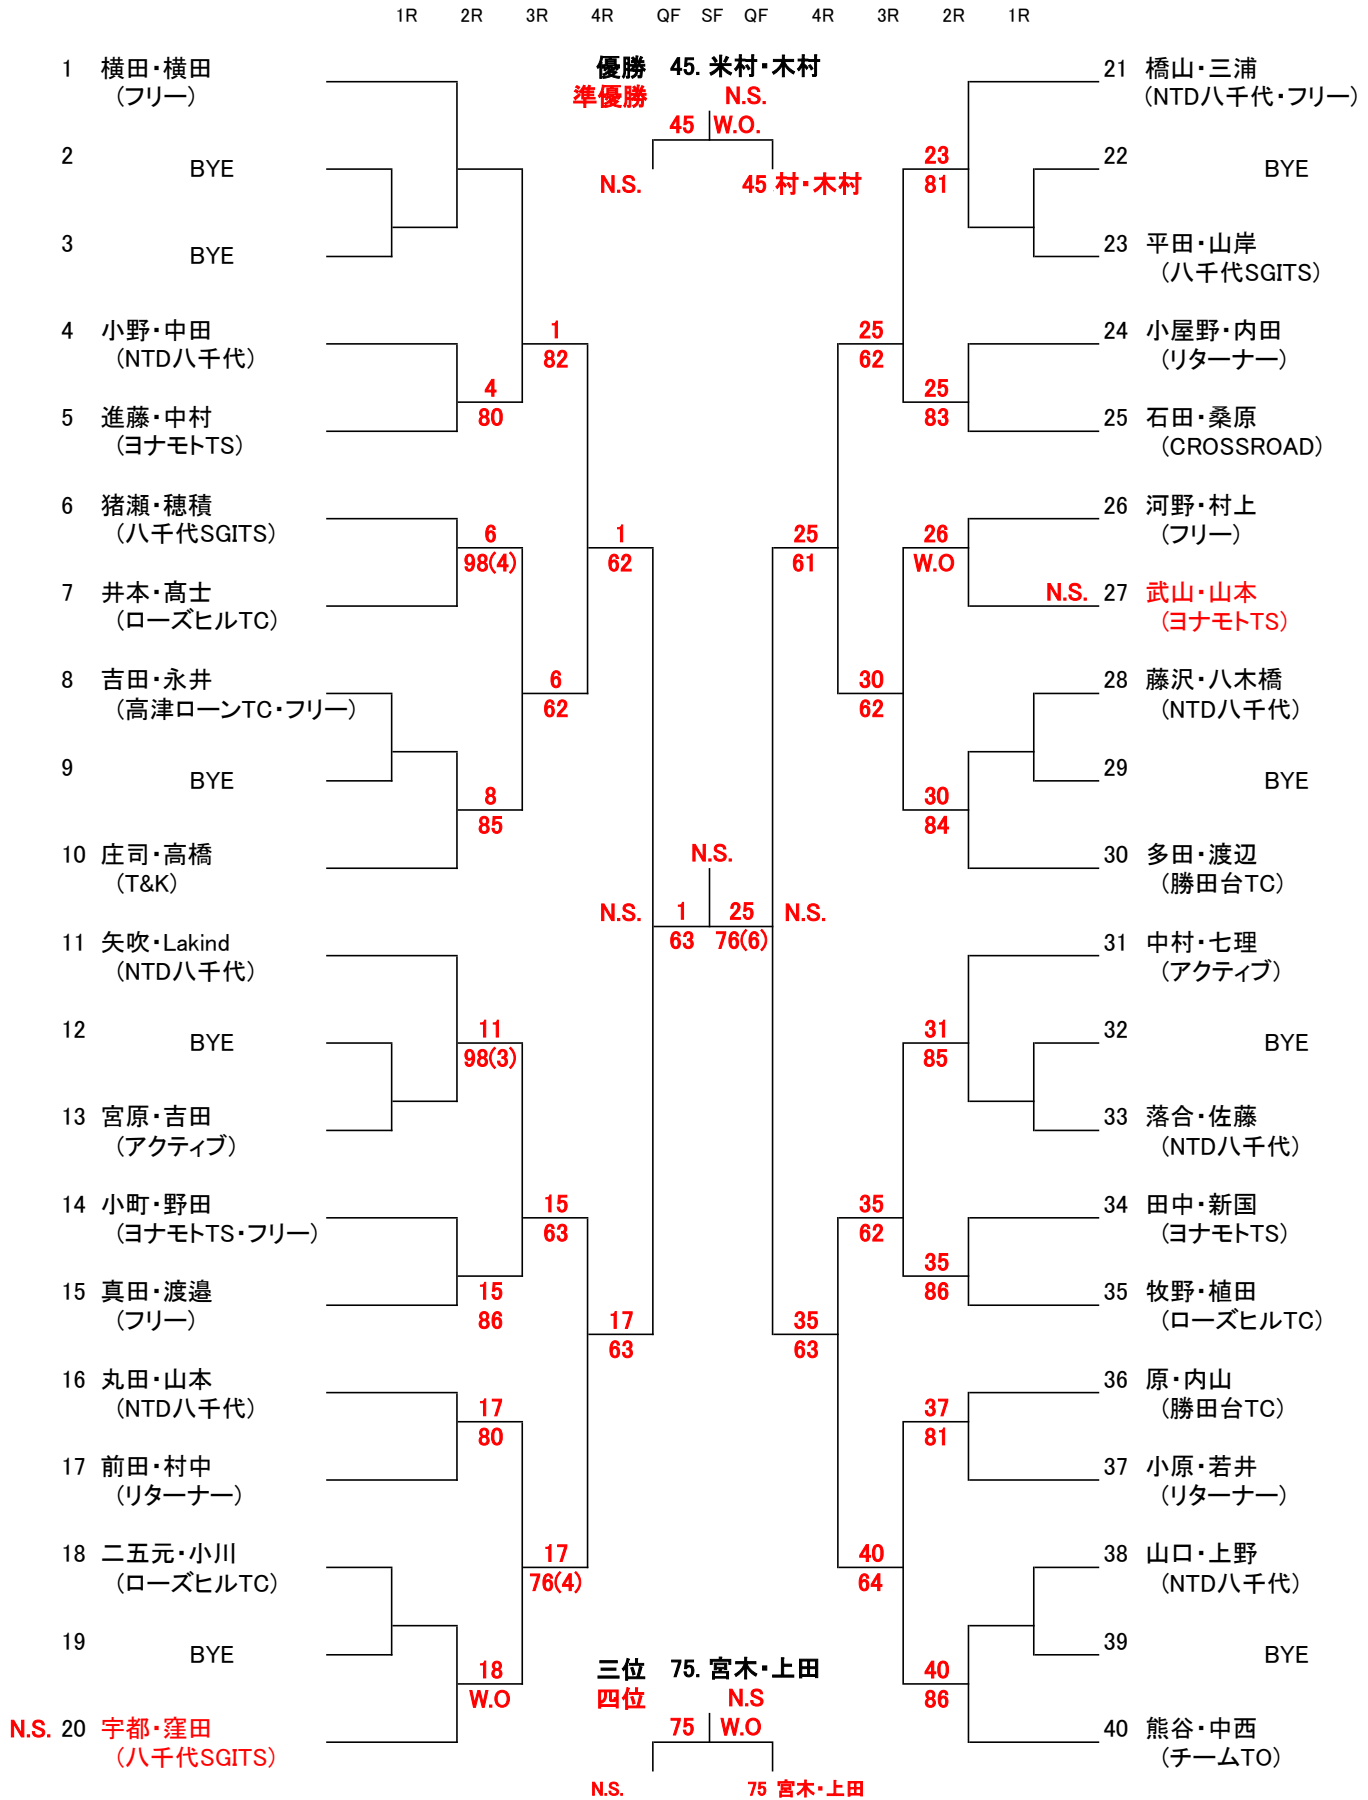 1R 2R 3R 4R QF SF QF 4R 3R 2R 1R
優勝 45. 米村・木村
準優勝 N.S.
45 W.O.
N.S. 45 村・木村
1 横田・横田
(フリー)
2 BYE
3 BYE
4 小野・中田
(NTD八千代)
5 進藤・中村
(ヨナモトTS)
6 猪瀬・穂積
(八千代SGITS)
7 井本・髙士
(ローズヒルTC)
8 吉田・永井
(高津ローンTC・フリー)
9 BYE
10 庄司・高橋
(T&K)
11 矢吹・Lakind
(NTD八千代)
12 BYE
13 宮原・吉田
(アクティブ)
14 小町・野田
(ヨナモトTS・フリー)
15 真田・渡邉
(フリー)
16 丸田・山本
(NTD八千代)
17 前田・村中
(リターナー)
18 二五元・小川
(ローズヒルTC)
19 BYE
N.S. 20 宇都・窪田
(八千代SGITS)
4
80
6
98(4)
8
85
11
98(3)
15
86
17
80
18
W.O
1
82
6
62
15
63
17
76(4)
1
62
17
63
N.S.
N.S. 1 25 N.S.
63 76(6)
25
61
35
63
25
62
30
62
35
62
40
64
23
81
25
83
26
W.O
30
84
31
85
35
86
37
81
40
86
21 橋山・三浦
(NTD八千代・フリー)
22 BYE
23 平田・山岸
(八千代SGITS)
24 小屋野・内田
(リターナー)
25 石田・桑原
(CROSSROAD)
26 河野・村上
(フリー)
N.S. 27 武山・山本
(ヨナモトTS)
28 藤沢・八木橋
(NTD八千代)
29 BYE
30 多田・渡辺
(勝田台TC)
31 中村・七理
(アクティブ)
32 BYE
33 落合・佐藤
(NTD八千代)
34 田中・新国
(ヨナモトTS)
35 牧野・植田
(ローズヒルTC)
36 原・内山
(勝田台TC)
37 小原・若井
(リターナー)
38 山口・上野
(NTD八千代)
39 BYE
40 熊谷・中西
(チームTO)
三位 75. 宮木・上田
四位 N.S
75 W.O
N.S. 75 宮木・上田